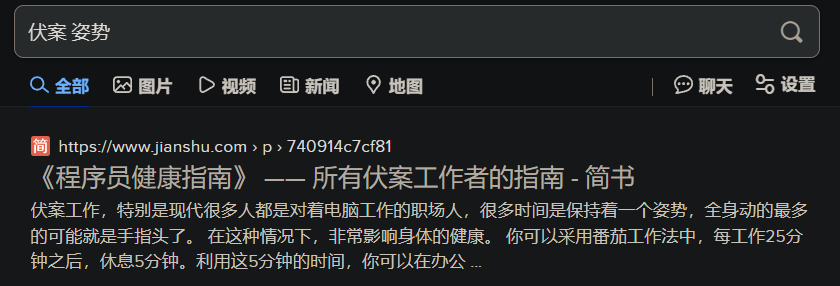 伏案 姿势
全部 图片 视频 新闻 地图 聊天 设置
简 https://www.jianshu.com › p › 740914c7cf81
《程序员健康指南》 —— 所有伏案工作者的指南 - 简书
伏案工作，特别是现代很多人都是对着电脑工作的职场人，很多时间是保持着一个姿势，全身动的最多
的可能就是手指头了。 在这种情况下，非常影响身体的健康。 你可以采用番茄工作法中，每工作25分
钟之后，休息5分钟。利用这5分钟的时间，你可以在办公 ...